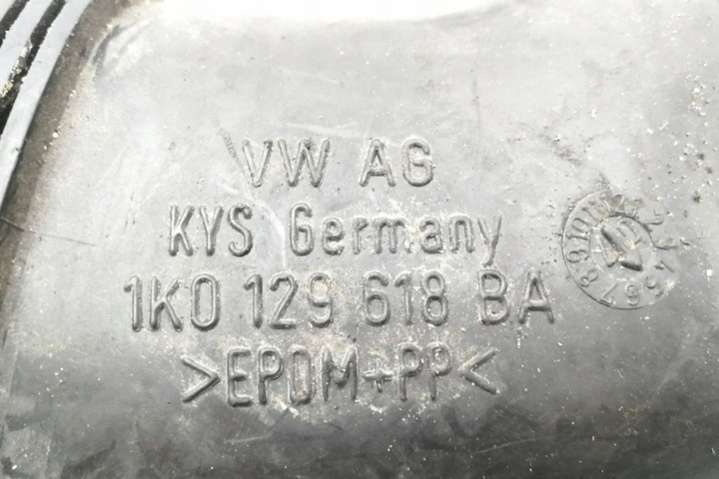 VW AG
KYS Germany
1K0 129 618 BA
>EPDM+PP<